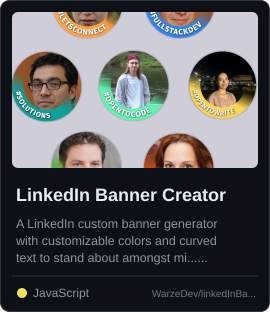 #LETSCONNECT
#FULLSTACKDEV
#SOLUTIONS
#OPENTOCODE
#OPENTOWRITE
LinkedIn Banner Creator
A LinkedIn custom banner generator
with customizable colors and curved
text to stand about amongst mi......
JavaScript
WarzeDev/linkedInBa...